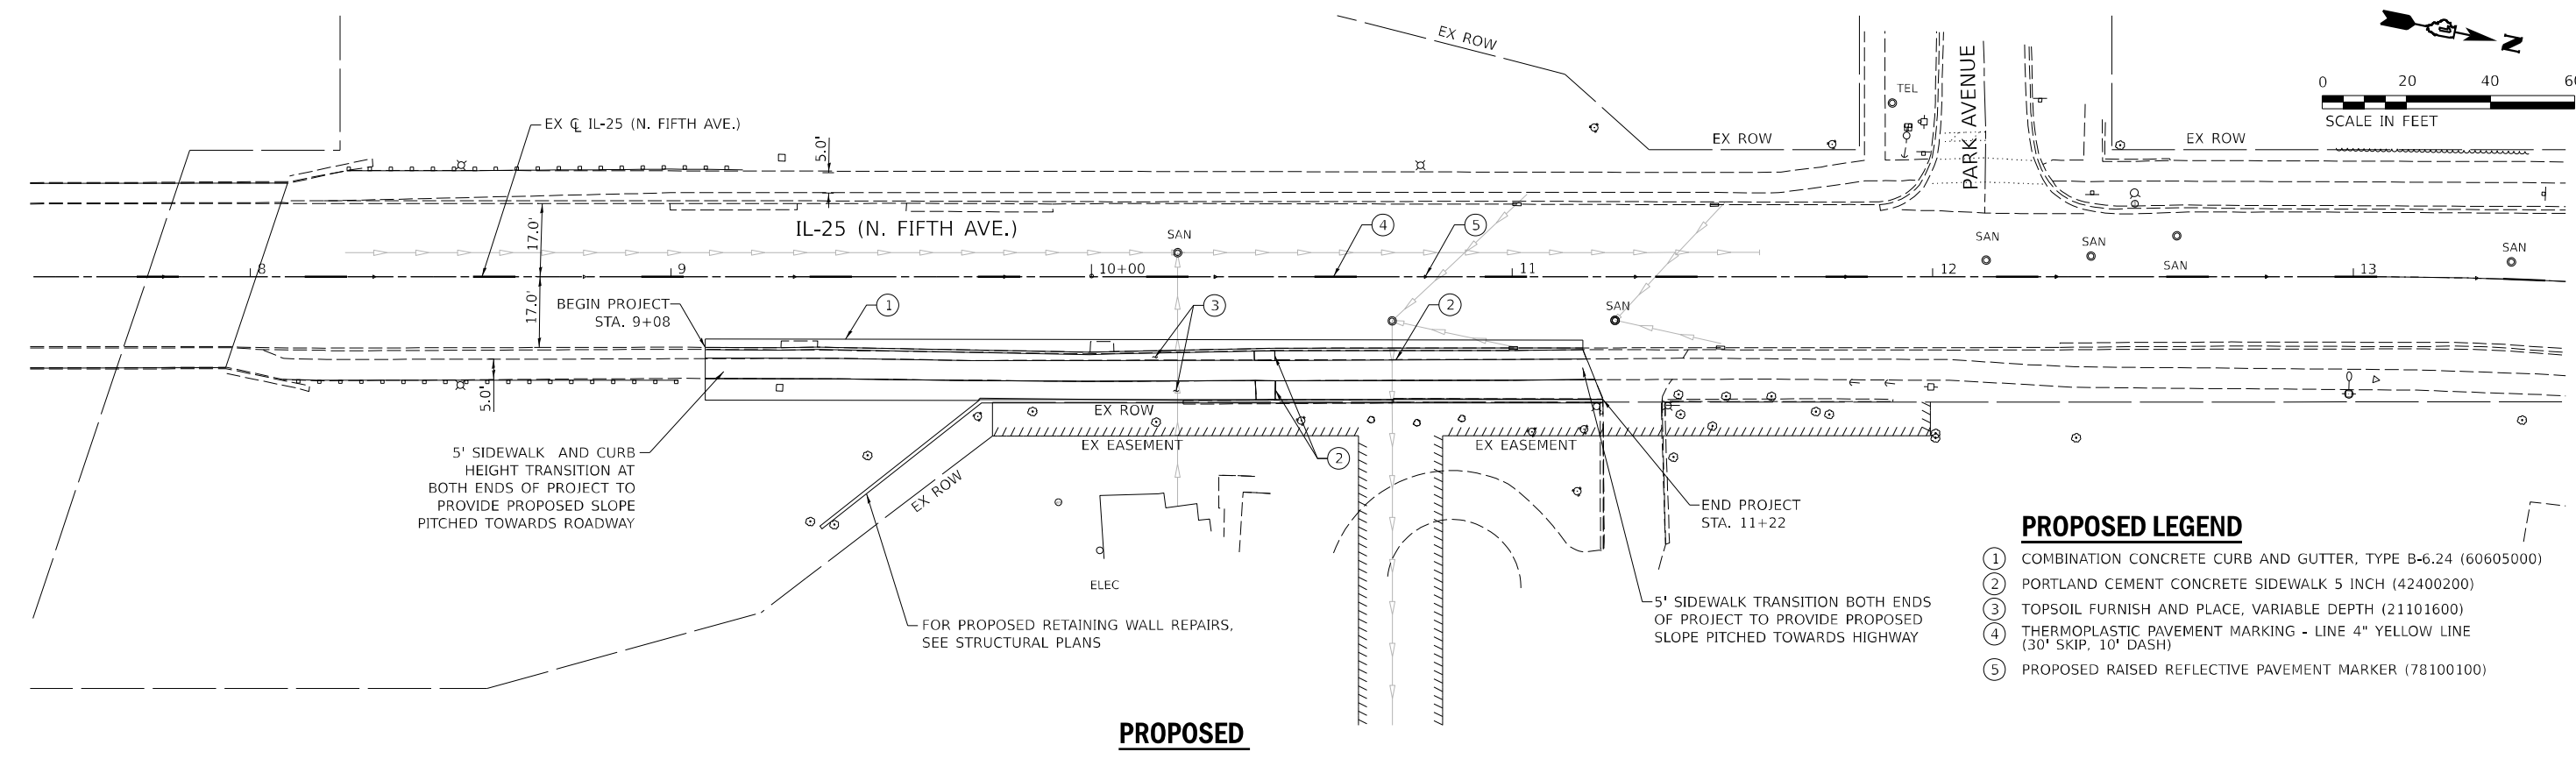 N
0 20 40 60
SCALE IN FEET
EX ROW
TEL
PARK AVENUE
EX ROW
EX ROW
EX ℄ IL-25 (N. FIFTH AVE.)
5.0'
17.0'
IL-25 (N. FIFTH AVE.)
SAN
4
5
SAN
SAN
SAN
SAN
8
9
10+00
11
12
13
17.0'
BEGIN PROJECT
STA. 9+08
1
3
2
SAN
5.0'
EX ROW
EX EASEMENT
EX EASEMENT
2
5' SIDEWALK AND CURB
HEIGHT TRANSITION AT
BOTH ENDS OF PROJECT TO
PROVIDE PROPOSED SLOPE
PITCHED TOWARDS ROADWAY
EX ROW
ELEC
END PROJECT
STA. 11+22
FOR PROPOSED RETAINING WALL REPAIRS,
SEE STRUCTURAL PLANS
5' SIDEWALK TRANSITION BOTH ENDS
OF PROJECT TO PROVIDE PROPOSED
SLOPE PITCHED TOWARDS HIGHWAY
PROPOSED LEGEND
1 COMBINATION CONCRETE CURB AND GUTTER, TYPE B-6.24 (60605000)
2 PORTLAND CEMENT CONCRETE SIDEWALK 5 INCH (42400200)
3 TOPSOIL FURNISH AND PLACE, VARIABLE DEPTH (21101600)
4 THERMOPLASTIC PAVEMENT MARKING - LINE 4" YELLOW LINE
(30' SKIP, 10' DASH)
5 PROPOSED RAISED REFLECTIVE PAVEMENT MARKER (78100100)
PROPOSED